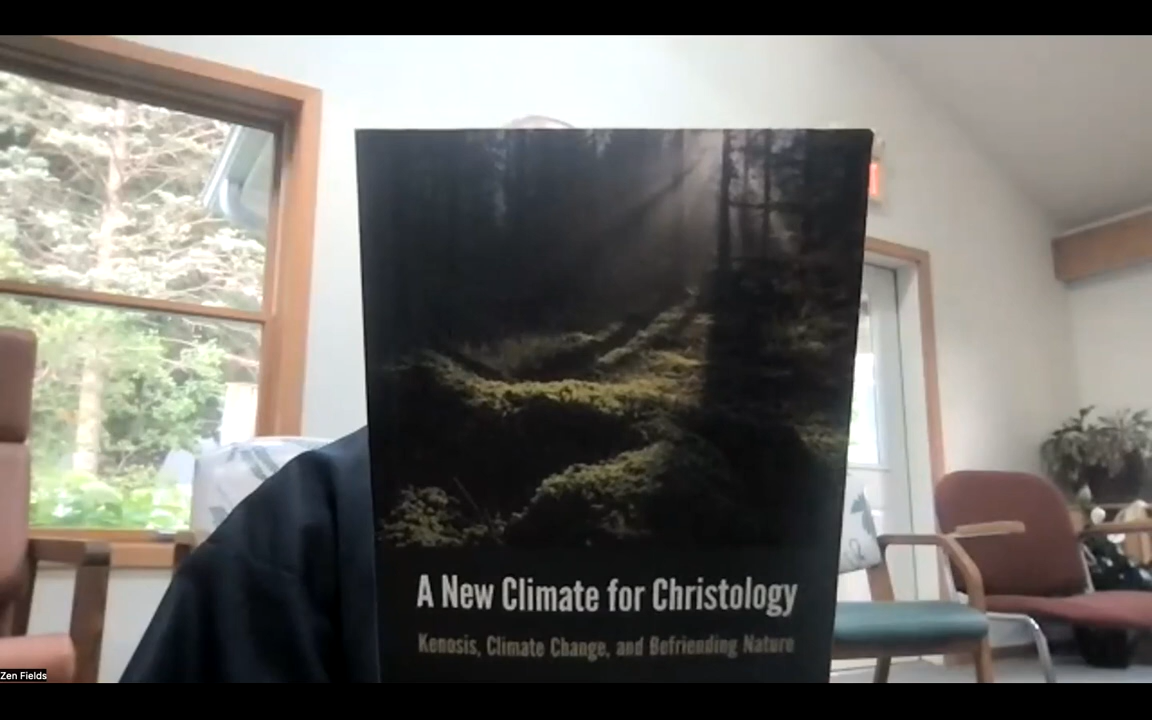 A New Climate for Christology
Kenosis, Climate Change, and Befriending Nature
Zen Fields